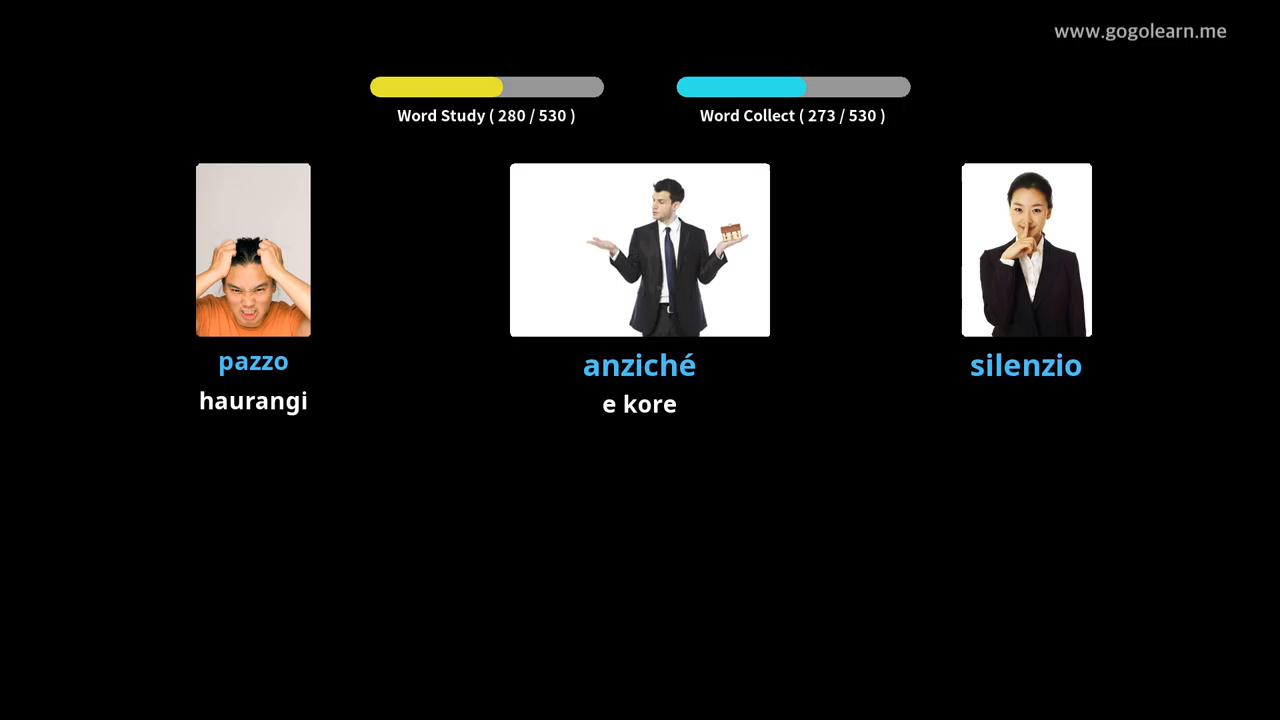 www.gogolearn.me
Word Study ( 280 / 530 )
Word Collect ( 273 / 530 )
pazzo
anziché
silenzio
haurangi
e kore